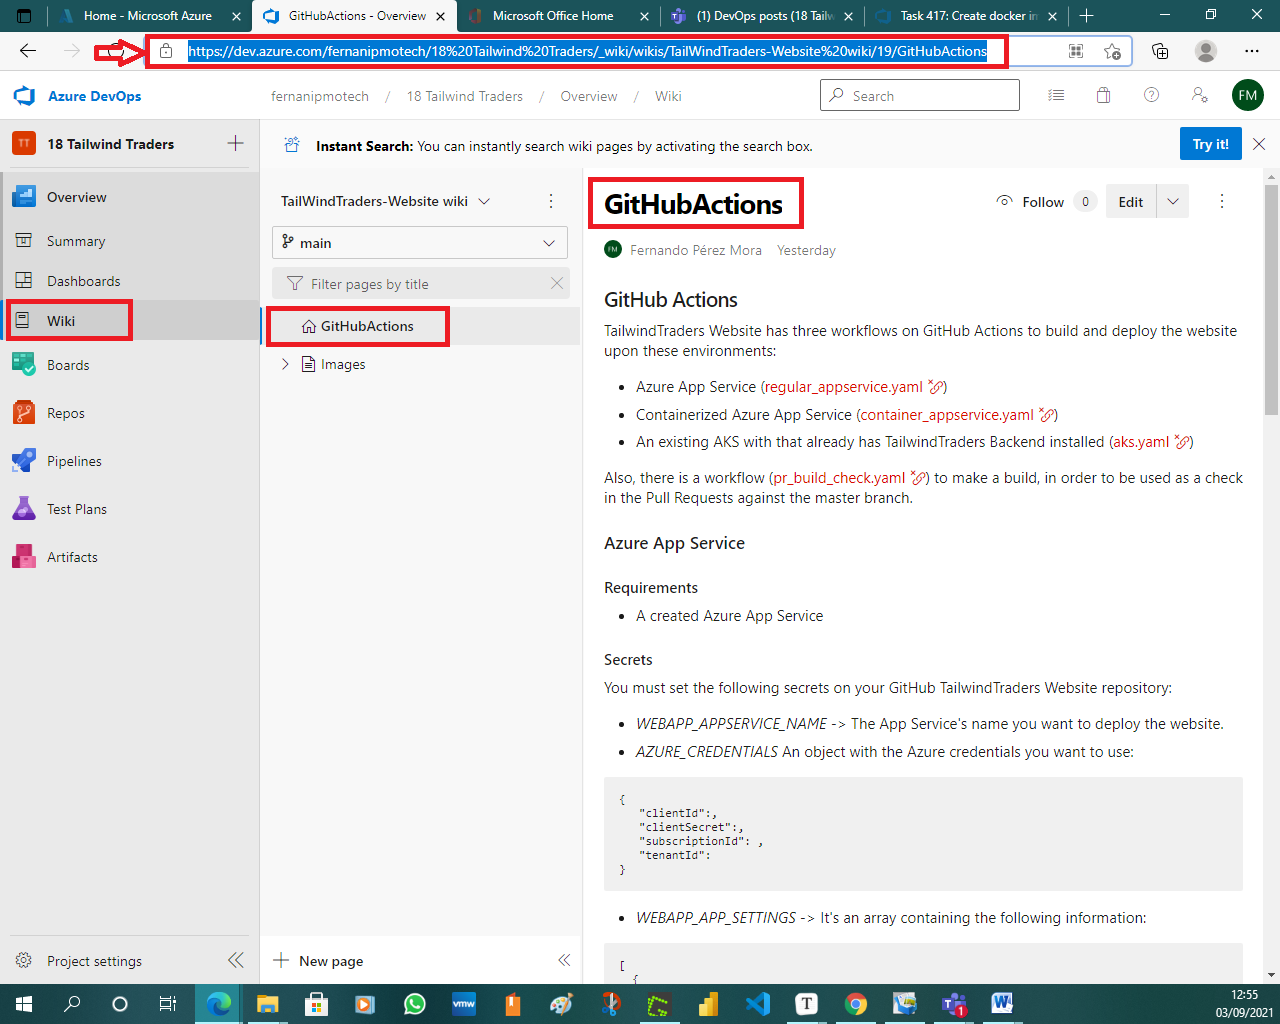 Home - Microsoft Azure
GitHubActions - Overview
Microsoft Office Home
(1) DevOps posts (18 Tailw
Task 417: Create docker im
https://dev.azure.com/fernanipmotech/18%20Tailwind%20Traders/_wiki/wikis/TailWindTraders-Website%20wiki/19/GitHubActions
Azure DevOps
fernanipmotech / 18 Tailwind Traders / Overview / Wiki
Search
FM
TT
18 Tailwind Traders
Instant Search: You can instantly search wiki pages by activating the search box.
Try it!
Overview
Summary
Dashboards
Wiki
Boards
Repos
Pipelines
Test Plans
Artifacts
Project settings
TailWindTraders-Website wiki
main
Filter pages by title
GitHubActions
Images
New page
GitHubActions
Follow 0
Edit
FM Fernando Pérez Mora Yesterday
GitHub Actions
TailwindTraders Website has three workflows on GitHub Actions to build and deploy the website
upon these environments:
• Azure App Service (regular_appservice.yaml)
• Containerized Azure App Service (container_appservice.yaml)
• An existing AKS with that already has TailwindTraders Backend installed (aks.yaml)
Also, there is a workflow (pr_build_check.yaml) to make a build, in order to be used as a check
in the Pull Requests against the master branch.
Azure App Service
Requirements
• A created Azure App Service
Secrets
You must set the following secrets on your GitHub TailwindTraders Website repository:
• WEBAPP_APPSERVICE_NAME -> The App Service's name you want to deploy the website.
• AZURE_CREDENTIALS An object with the Azure credentials you want to use:
{
"clientId":,
"clientSecret":,
"subscriptionId": ,
"tenantId":
}
• WEBAPP_APP_SETTINGS -> It's an array containing the following information:
[
{
vmw
T
1
W
12:55
03/09/2021